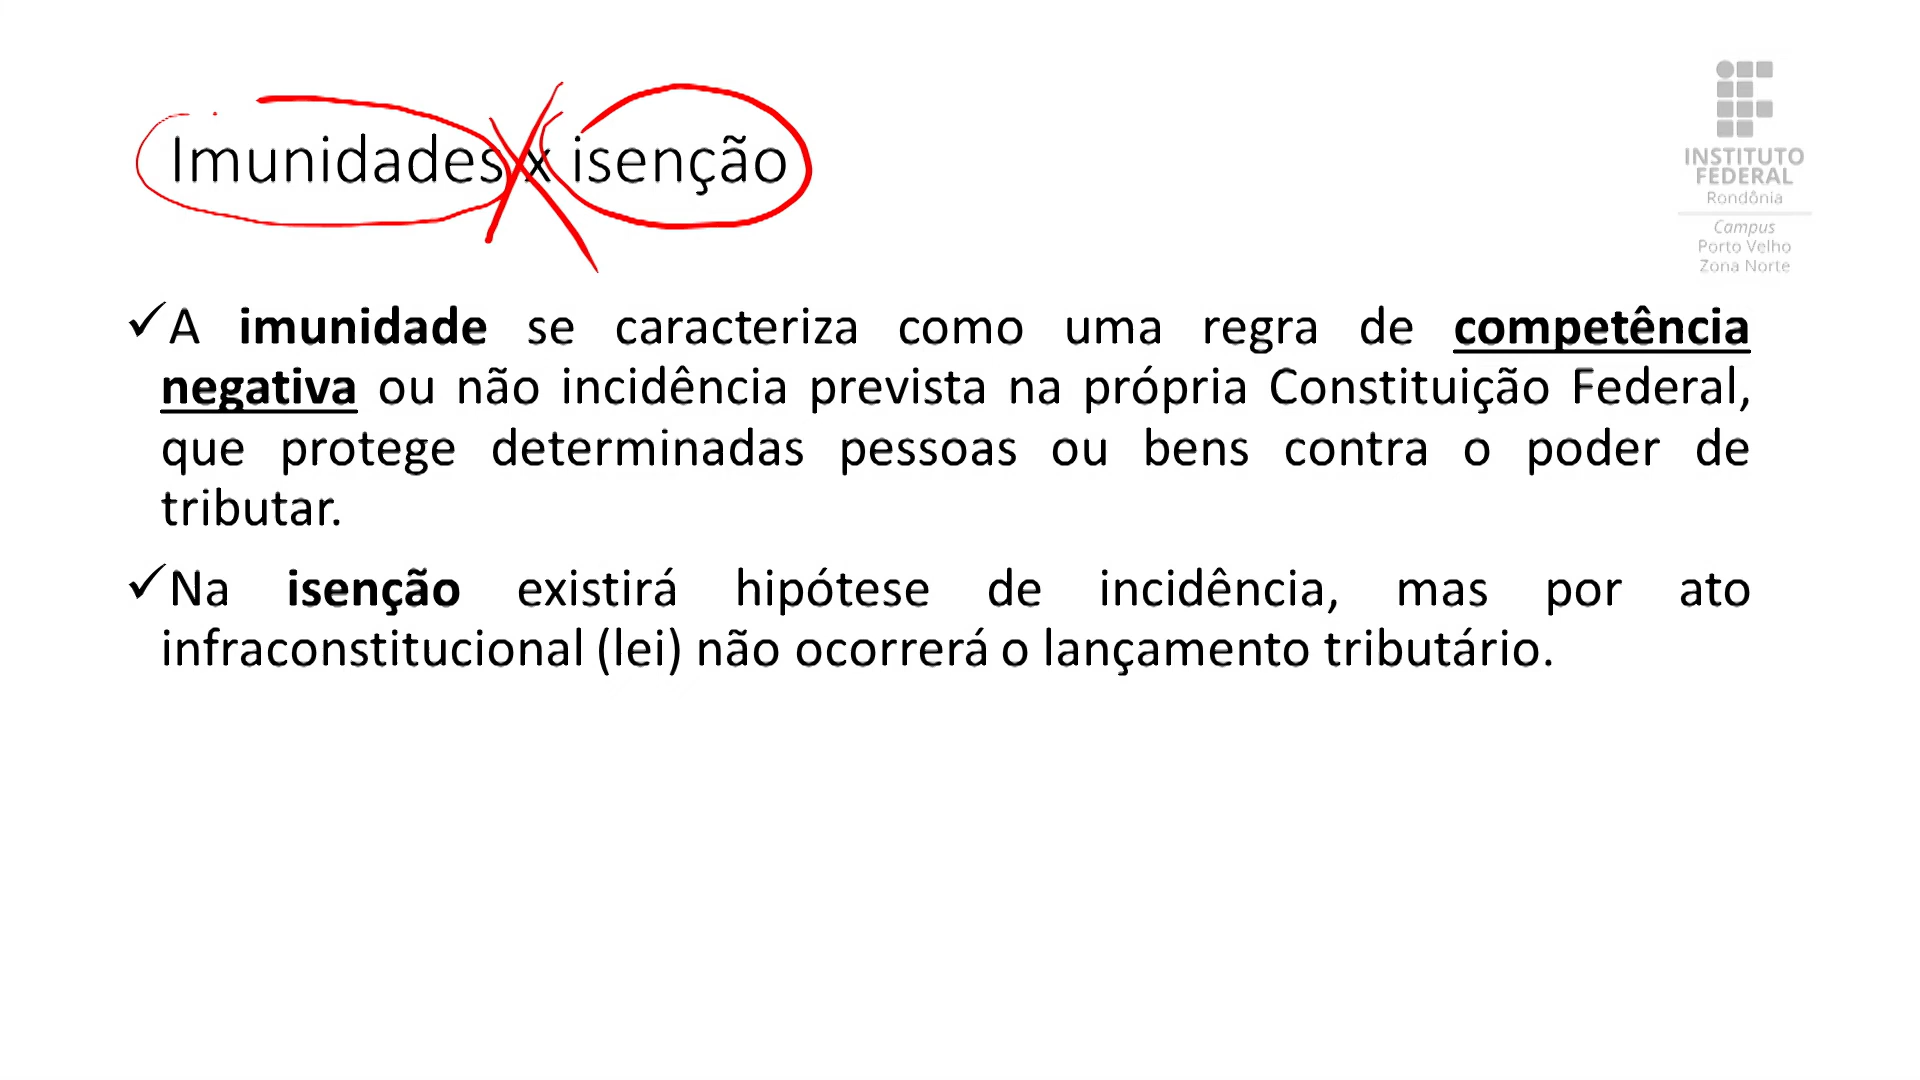 Imunidades x isenção
INSTITUTO
FEDERAL
Rondônia
Campus
Porto Velho
Zona Norte
✓A imunidade se caracteriza como uma regra de competência
negativa ou não incidência prevista na própria Constituição Federal,
que protege determinadas pessoas ou bens contra o poder de
tributar.
✓Na isenção existirá hipótese de incidência, mas por ato
infraconstitucional (lei) não ocorrerá o lançamento tributário.